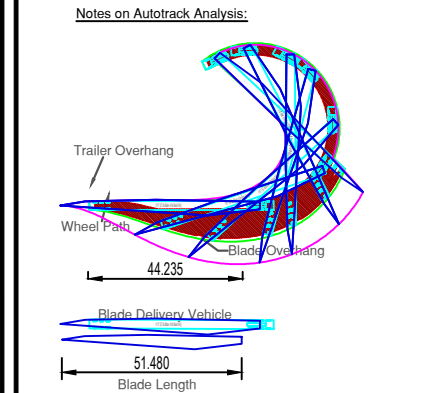 Notes on Autotrack Analysis:
Trailer Overhang
Wheel Path
Blade Overhang
44.235
Blade Delivery Vehicle
51.480
Blade Length